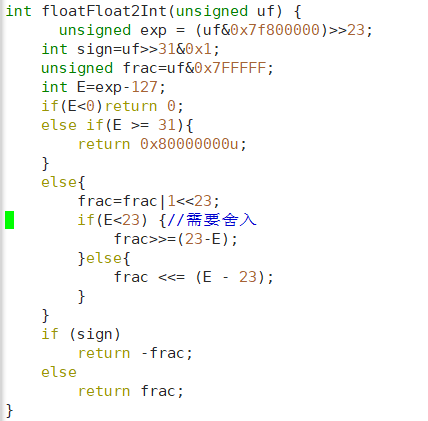 int floatFloat2Int(unsigned uf) {
      unsigned exp = (uf&0x7f800000)>>23;
    int sign=uf>>31&0x1;
    unsigned frac=uf&0x7FFFFF;
    int E=exp-127;
    if(E<0)return 0;
    else if(E >= 31){
        return 0x80000000u;
    }
    else{
        frac=frac|1<<23;
        if(E<23) {//需要舍入
            frac>>=(23-E);
        }else{
            frac <<= (E - 23);
        }
    }
    if (sign)
        return -frac;
    else
        return frac;
}